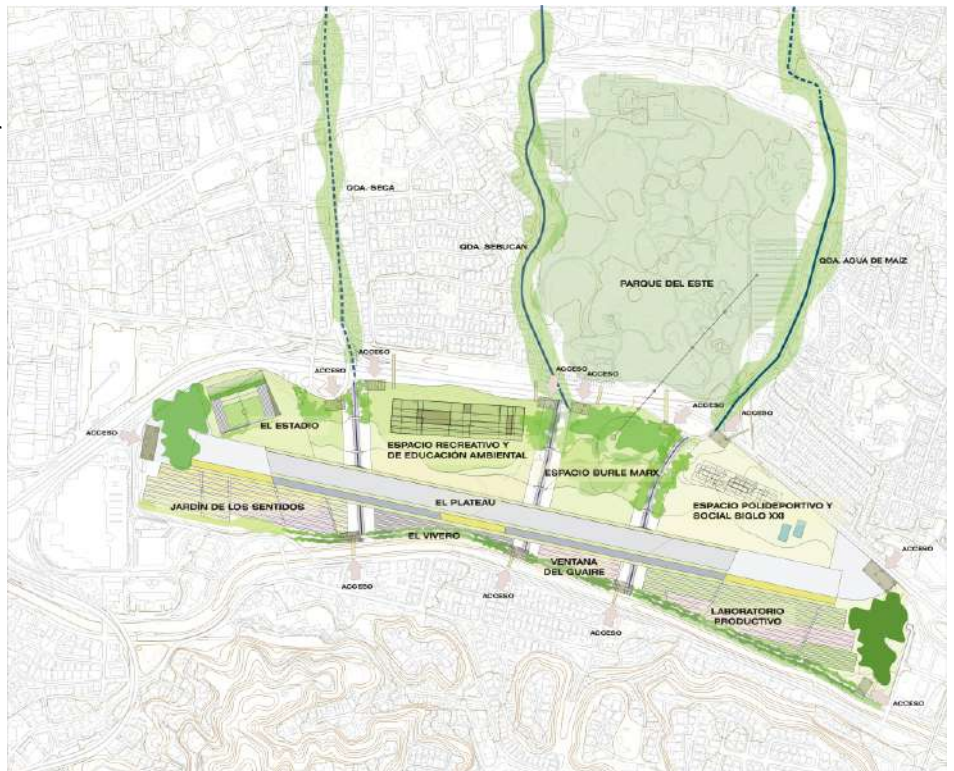 QDA. SECA
QDA. SEBUCAN
QDA. AGUA DE MAIZ
PARQUE DEL ESTE
ACCESO
ACCESO
ACCESO
ACCESO
ACCESO
ACCESO
ACCESO
EL ESTADIO
ESPACIO RECREATIVO Y
DE EDUCACIÓN AMBIENTAL
ESPACIO BURLE MARX
ESPACIO POLIDEPORTIVO Y
SOCIAL SIGLO XXI
JARDÍN DE LOS SENTIDOS
EL PLATEAU
EL VIVERO
VENTANA
DEL GUAIRE
ACCESO
LABORATORIO
PRODUCTIVO
ACCESO
ACCESO
ACCESO
ACCESO